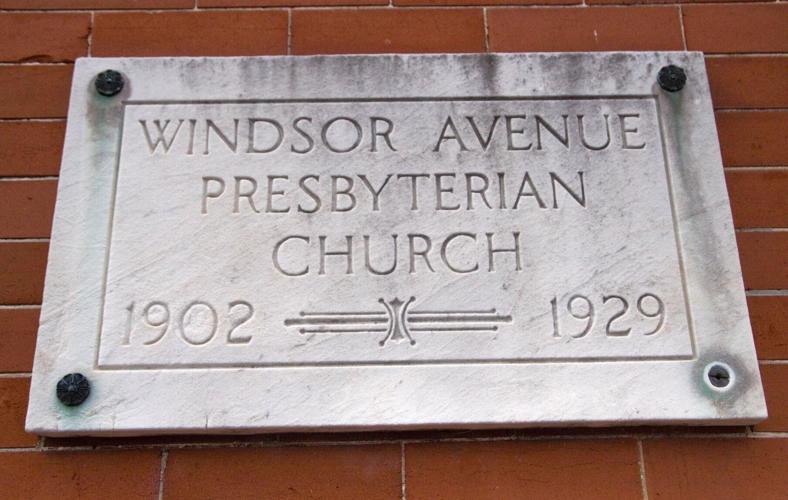 WINDSOR AVENUE
PRESBYTERIAN
CHURCH
1902 1929